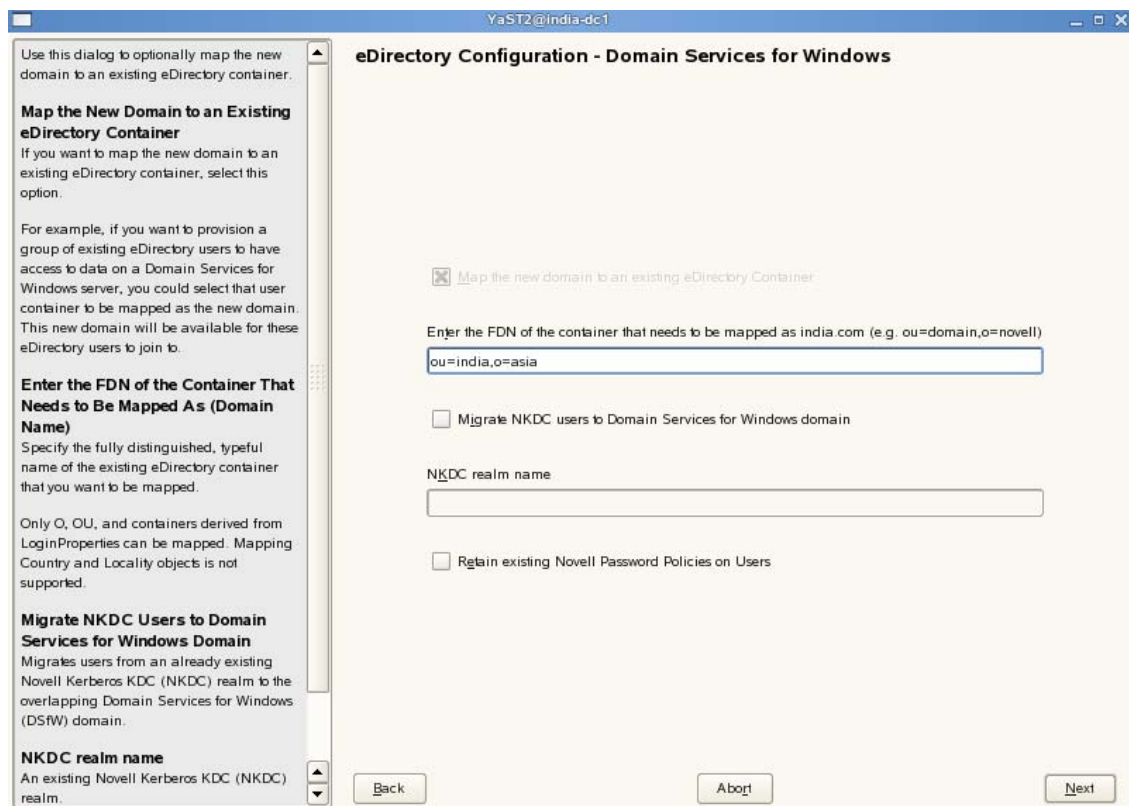 YaST2@india-dc1
Use this dialog to optionally map the new
domain to an existing eDirectory container.
Map the New Domain to an Existing
eDirectory Container
If you want to map the new domain to an
existing eDirectory container, select this
option.
For example, if you want to provision a
group of existing eDirectory users to have
access to data on a Domain Services for
Windows server, you could select that user
container to be mapped as the new domain.
This new domain will be available for these
eDirectory users to join to.
Enter the FDN of the Container That
Needs to Be Mapped As (Domain
Name)
Specify the fully distinguished, typeful
name of the existing eDirectory container
that you want to be mapped.
Only O, OU, and containers derived from
LoginProperties can be mapped. Mapping
Country and Locality objects is not
supported.
Migrate NKDC Users to Domain
Services for Windows Domain
Migrates users from an already existing
Novell Kerberos KDC (NKDC) realm to the
overlapping Domain Services for Windows
(DSfW) domain.
NKDC realm name
An existing Novell Kerberos KDC (NKDC)
realm.
eDirectory Configuration - Domain Services for Windows
Map the new domain to an existing eDirectory Container
Enter the FDN of the container that needs to be mapped as india.com (e.g. ou=domain,o=novell)
ou=india,o=asia
Migrate NKDC users to Domain Services for Windows domain
NKDC realm name
Retain existing Novell Password Policies on Users
Back
Abort
Next